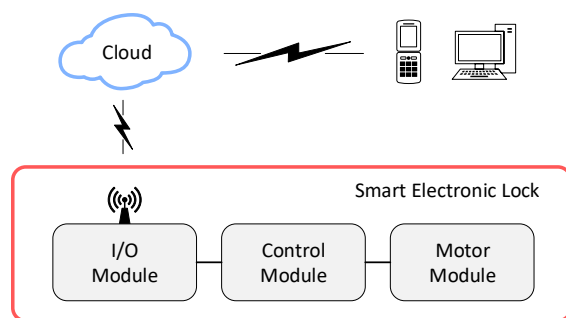 Cloud
Smart Electronic Lock
I/O
Module
Control
Module
Motor
Module